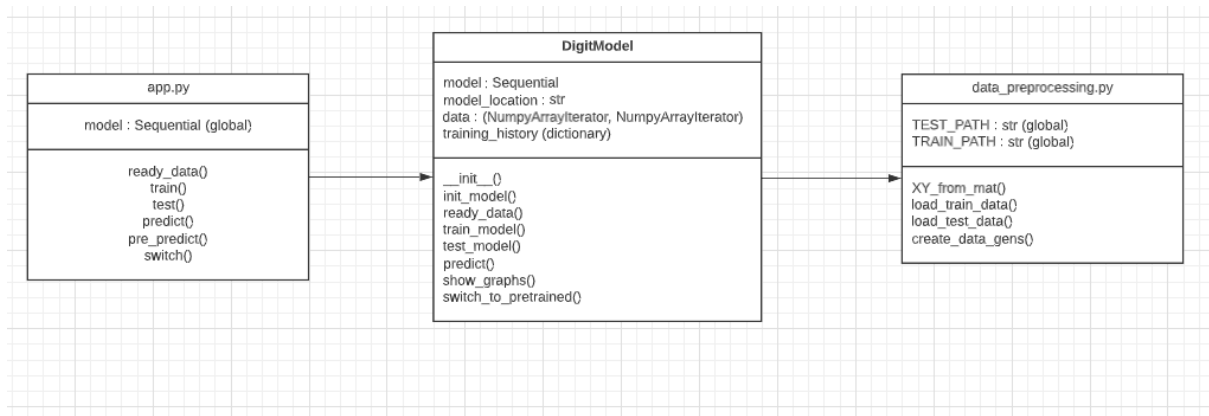 app.py
model : Sequential (global)
ready_data()
train()
test()
predict()
pre_predict()
switch()
DigitModel
model : Sequential
model_location : str
data : (NumpyArrayIterator, NumpyArrayIterator)
training_history (dictionary)
__init__()
init_model()
ready_data()
train_model()
test_model()
predict()
show_graphs()
switch_to_pretrained()
data_preprocessing.py
TEST_PATH : str (global)
TRAIN_PATH : str (global)
XY_from_mat()
load_train_data()
load_test_data()
create_data_gens()